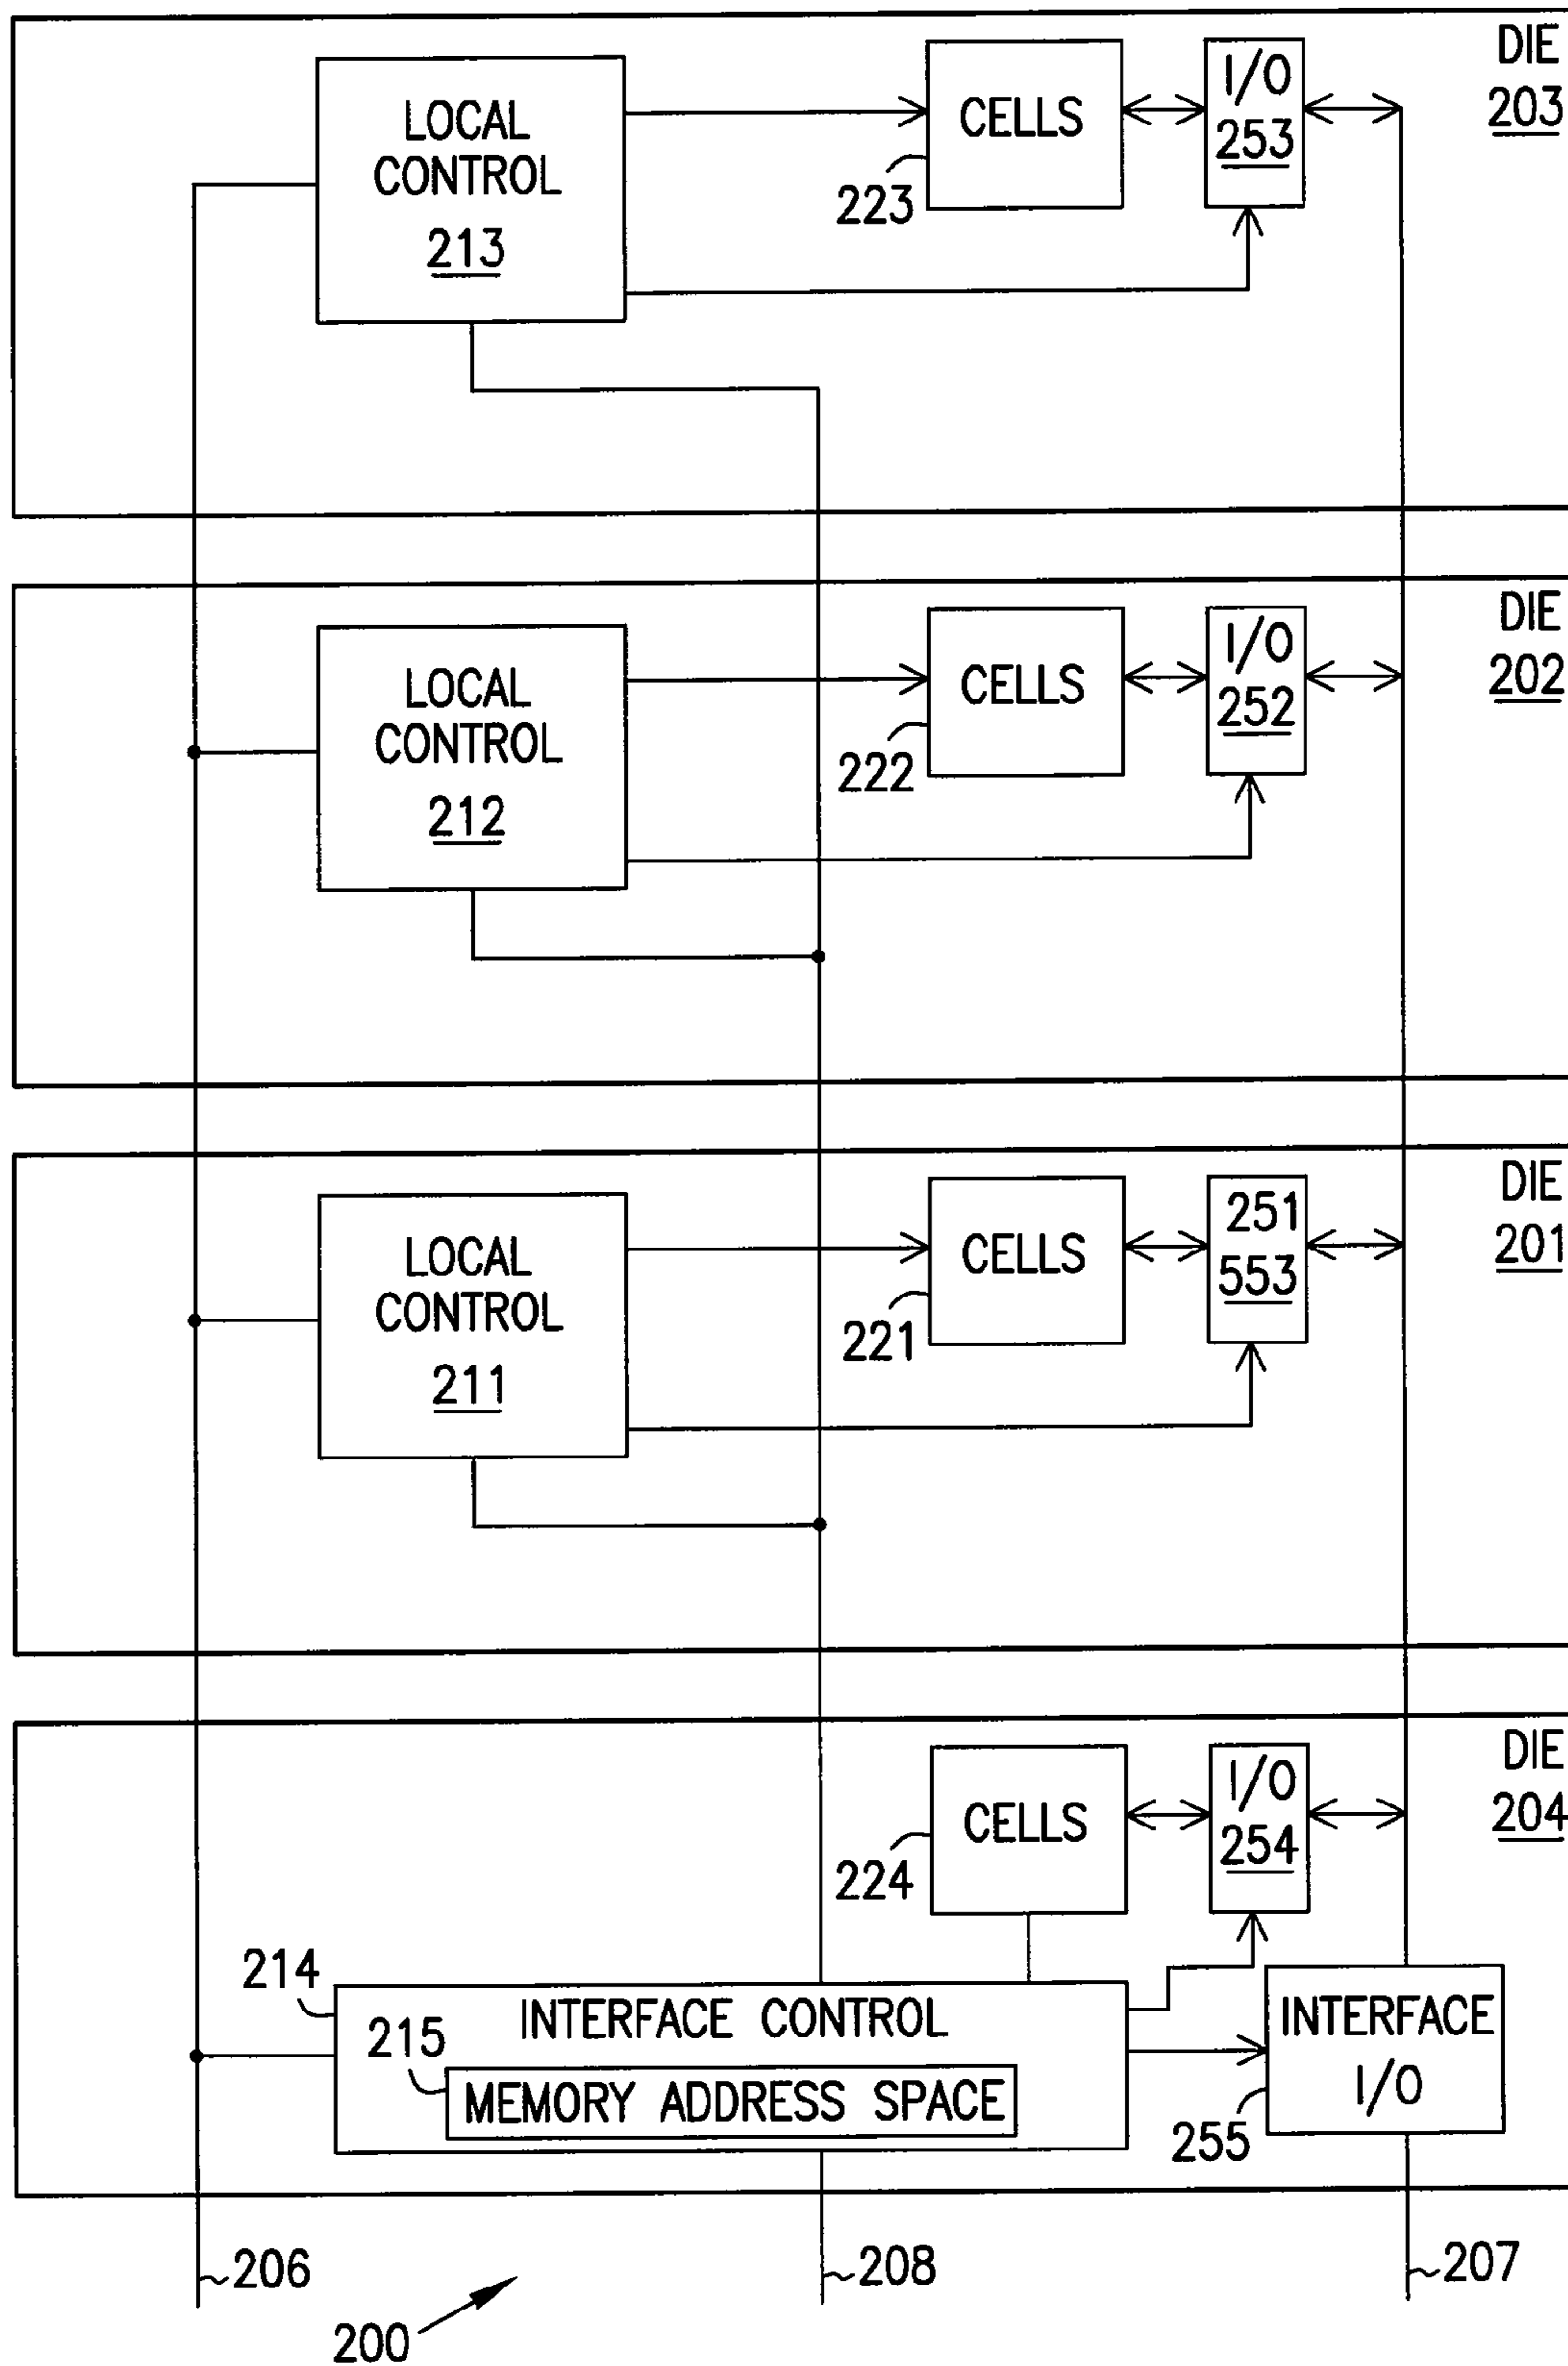 DIE
203
LOCAL
CONTROL
213
CELLS
223
I/O
253
DIE
202
LOCAL
CONTROL
212
CELLS
222
I/O
252
DIE
201
LOCAL
CONTROL
211
CELLS
221
251
553
DIE
204
CELLS
224
I/O
254
214
INTERFACE CONTROL
215
MEMORY ADDRESS SPACE
INTERFACE
I/O
255
206
208
207
200